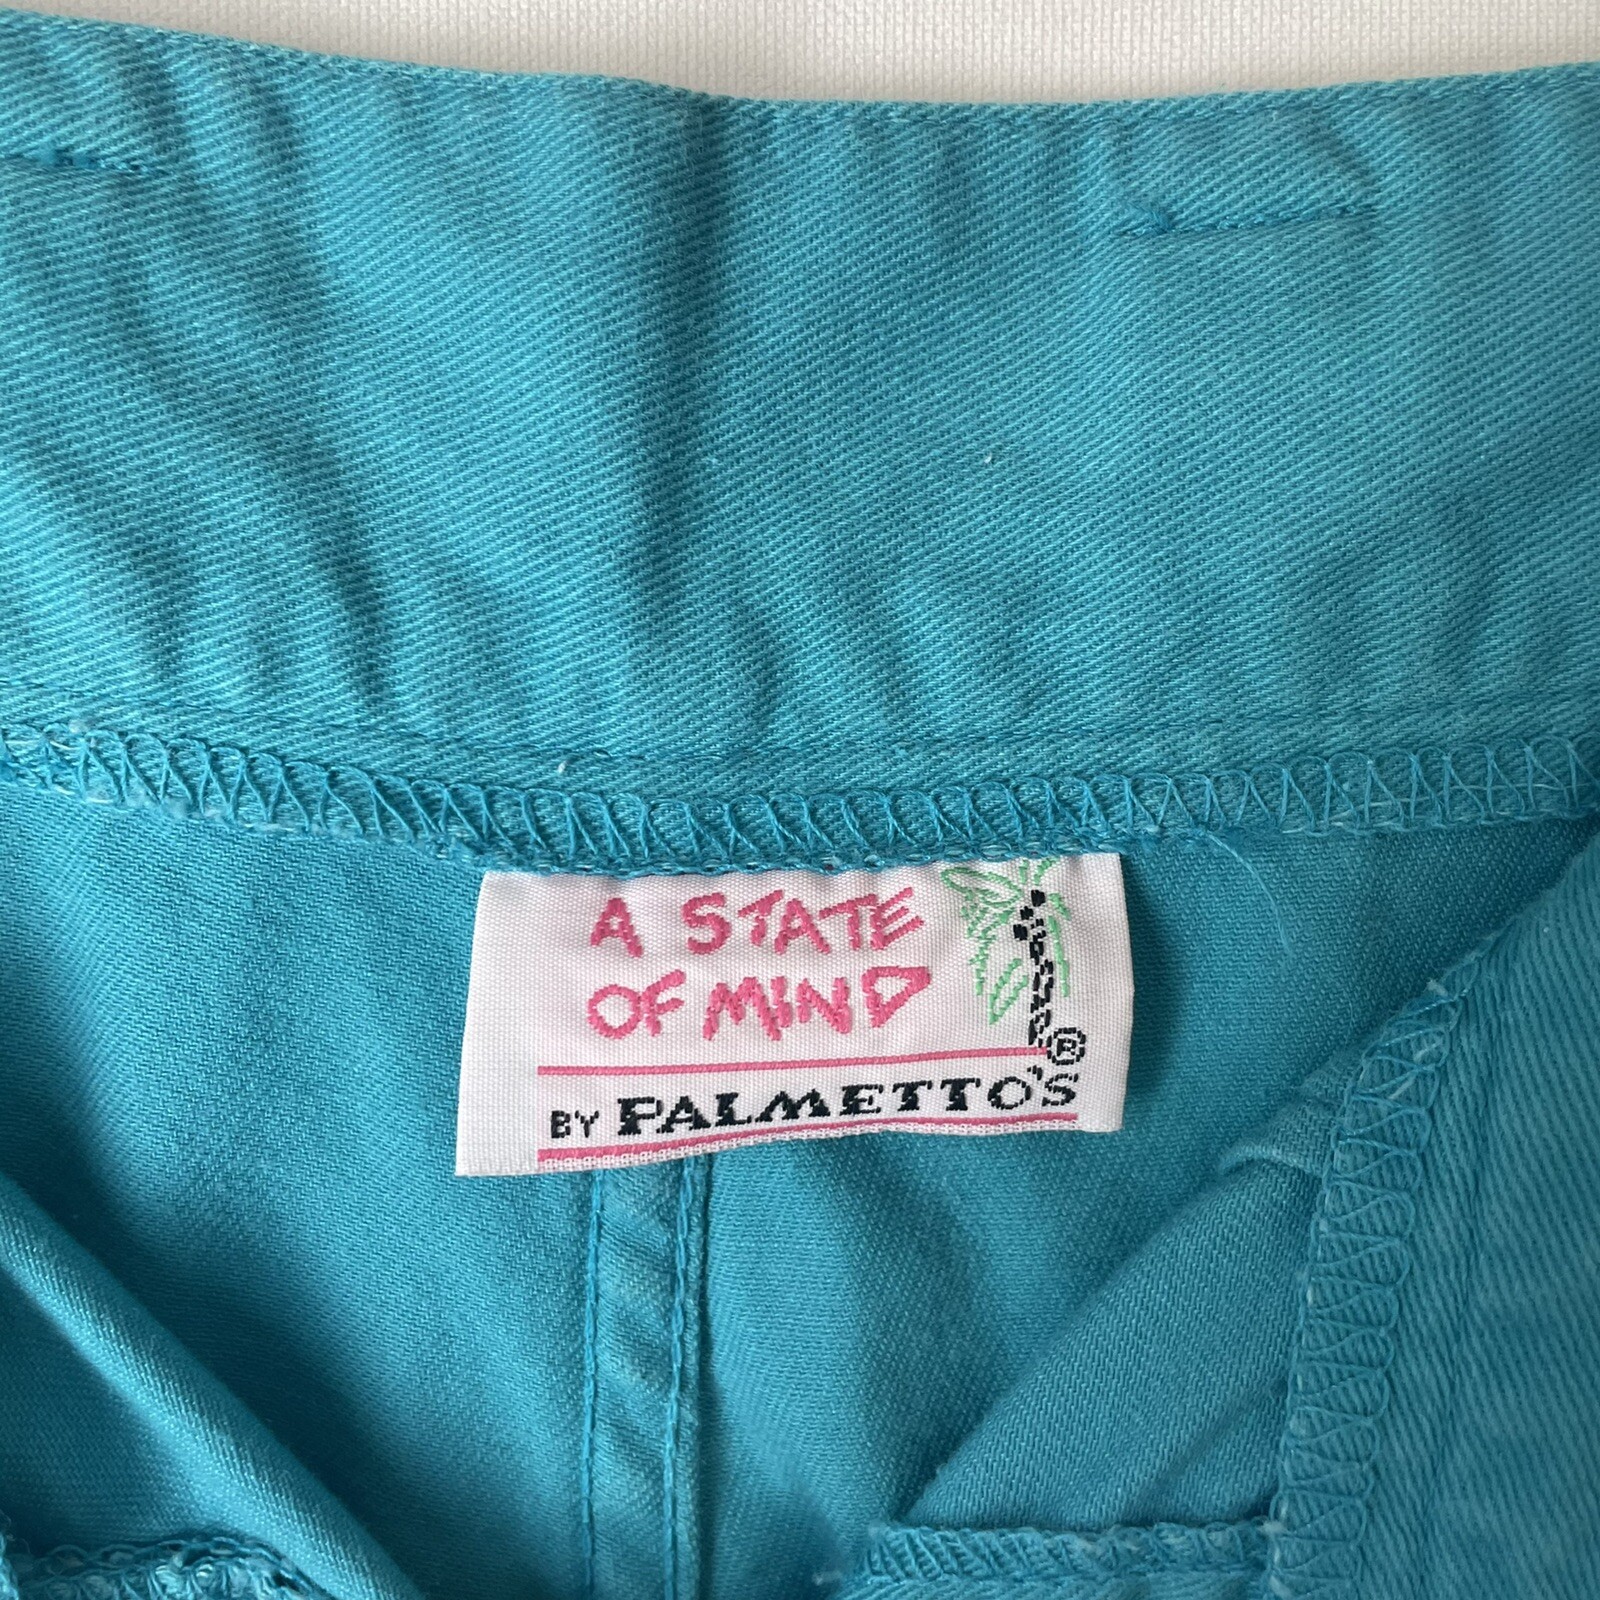 A STATE
OF MIND
®
BY PALMETTO'S